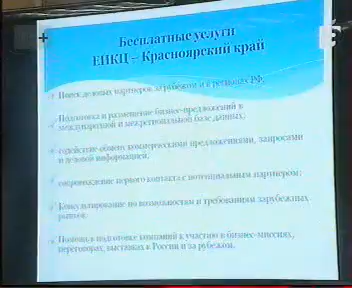 Бесплатные услуги
ЕИКЦ – Красноярский край
Поиск деловых партнеров за рубежом и в регионах РФ;
Подготовка и размещение бизнес-предложений в
международной и межрегиональной базе данных;
содействие обмену коммерческими предложениями, запросами
и деловой информацией;
сопровождение первого контакта с потенциальным партнером;
Консультирование по возможностям и требованиям зарубежных
рынков;
Помощь в подготовке компаний к участию в бизнес-миссиях,
переговорах, выставках в России и за рубежом.